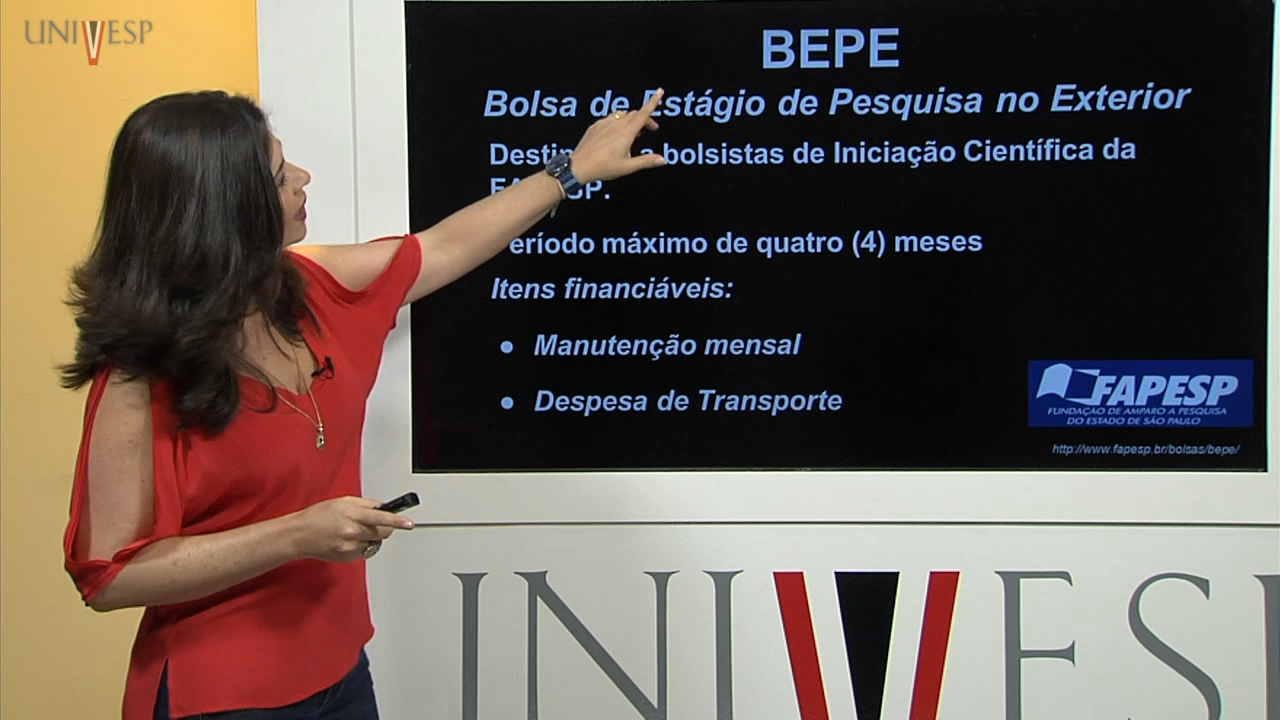 UNIVESP
BEPE
Bolsa de Estágio de Pesquisa no Exterior
a bolsistas de Iniciação Científica da
Período máximo de quatro (4) meses
Itens financiáveis:
• Manutenção mensal
• Despesa de Transporte
FAPESP
FUNDAÇÃO DE AMPARO A PESQUISA
DO ESTADO DE SÃO PAULO
http://www.fapesp.br/bolsas/bepe/
UNIVESP